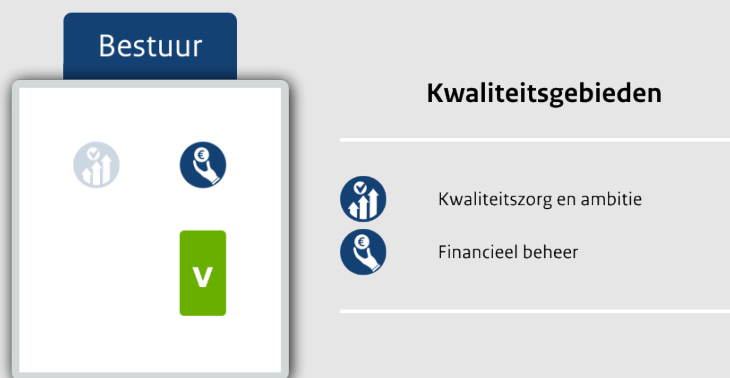 Bestuur
V
Kwaliteitsgebieden
Kwaliteitszorg en ambitie
Financieel beheer